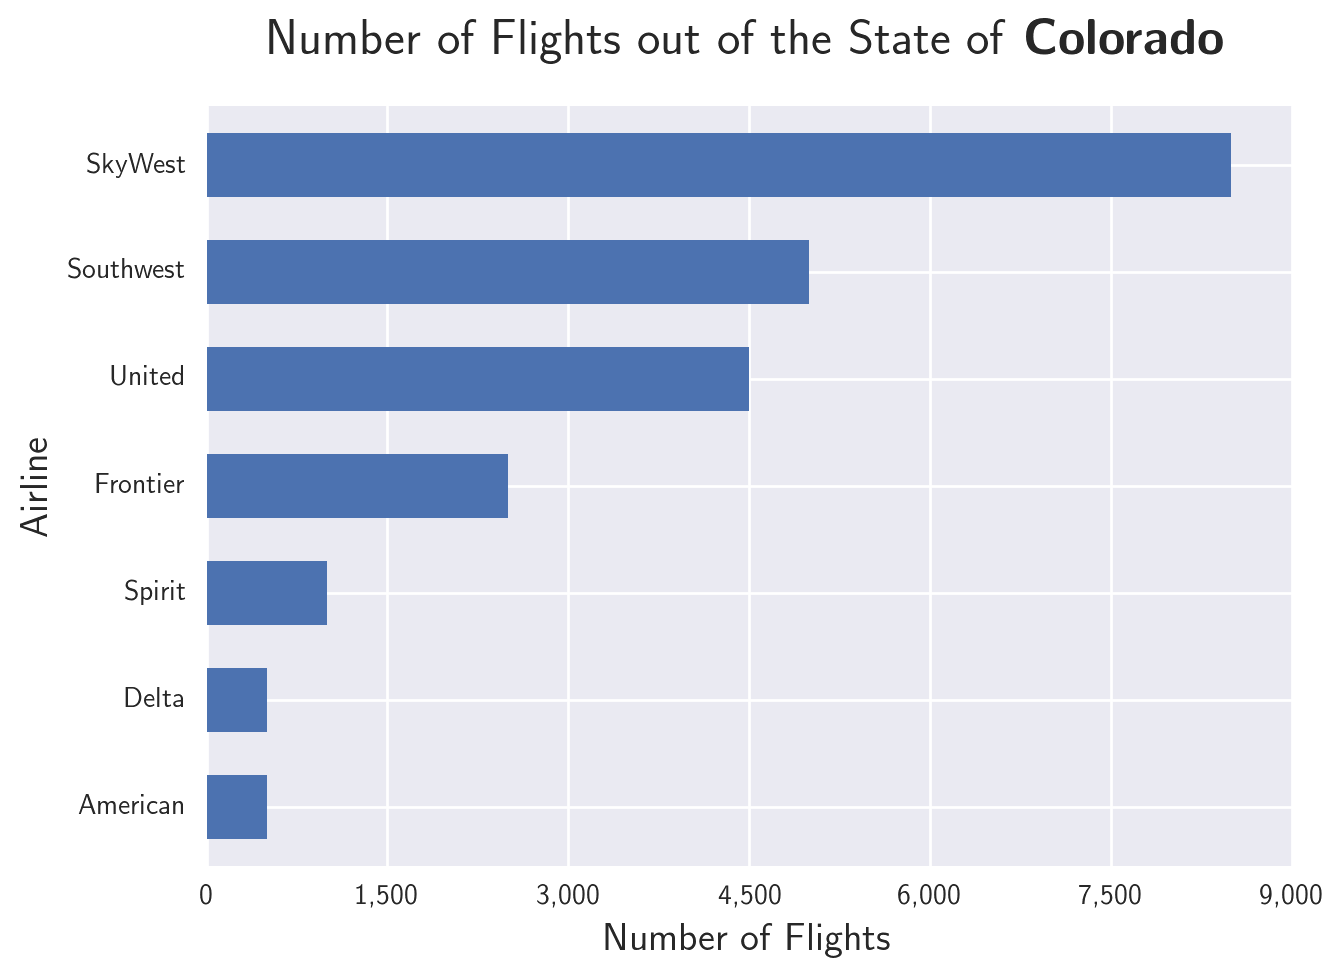 Number of Flights out of the State of Colorado
SkyWest
Southwest
United
Frontier
Spirit
Delta
American
Airline
0 1,500 3,000 4,500 6,000 7,500 9,000
Number of Flights